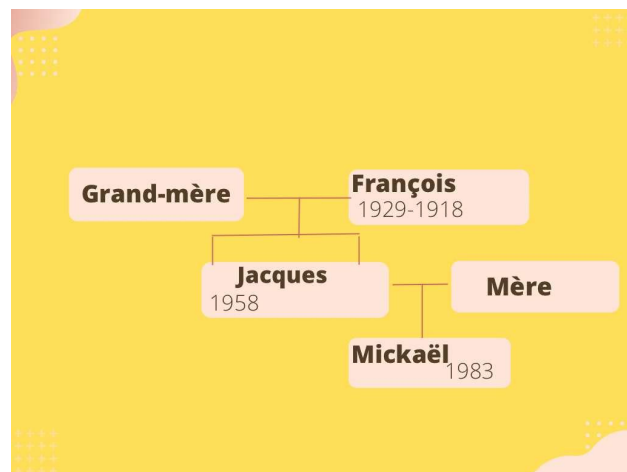 Grand-mère
François
1929-1918
Jacques
1958
Mère
Mickaël
1983